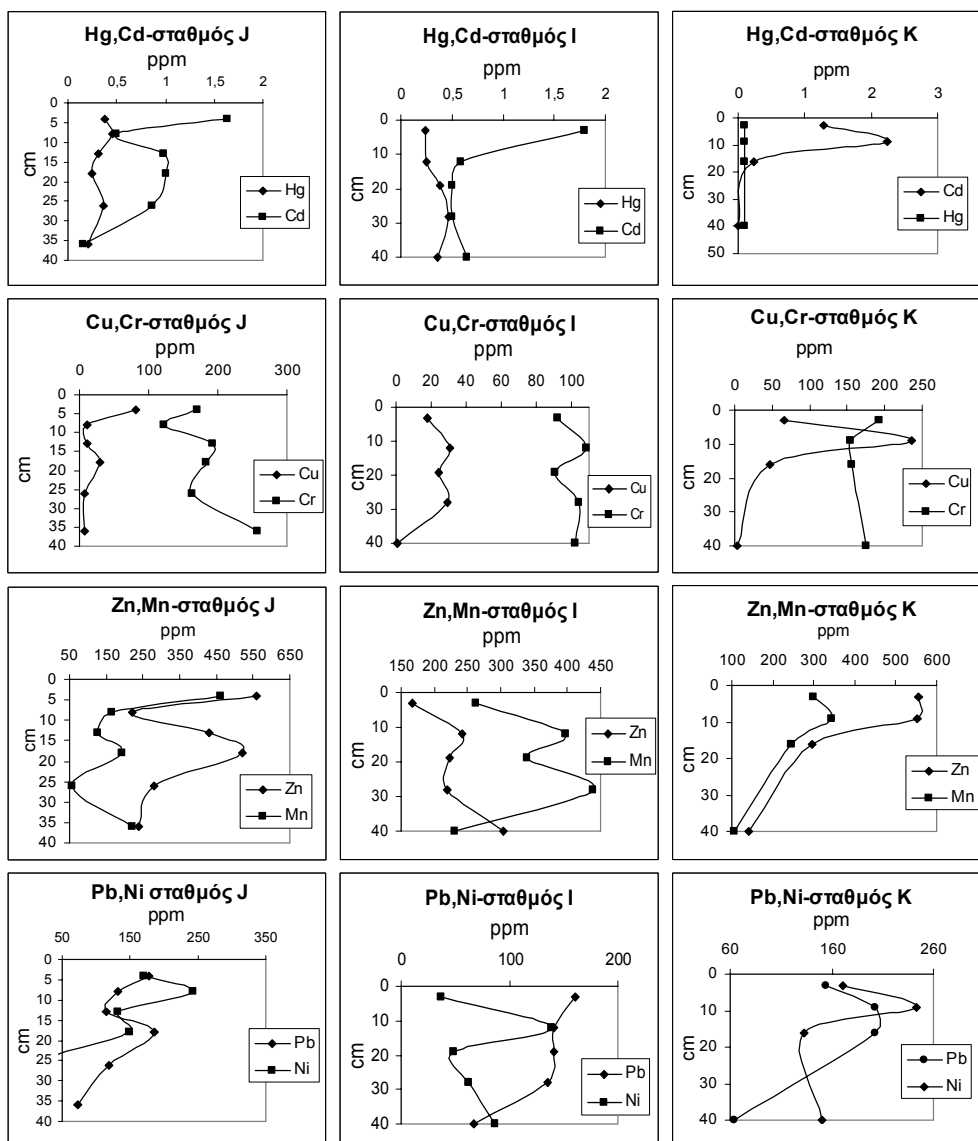 Hg,Cd-σταθμός J
ppm
0 0,5 1 1,5 2
0
5
10
15
20
25
30
35
40
cm
Hg
Cd
Hg,Cd-σταθμός I
ppm
0 0,5 1 1,5 2
0
10
20
30
40
cm
Hg
Cd
Hg,Cd-σταθμός K
ppm
0 1 2 3
0
10
20
30
40
50
cm
Cd
Hg
Cu,Cr-σταθμός J
ppm
0 100 200 300
0
5
10
15
20
25
30
35
40
cm
Cu
Cr
Cu,Cr-σταθμός I
ppm
0 20 40 60 80 100
0
10
20
30
40
cm
Cu
Cr
Cu,Cr-σταθμός K
ppm
0 50 100 150 200 250
0
10
20
30
40
cm
Cu
Cr
Zn,Mn-σταθμός J
ppm
50 150 250 350 450 550 650
0
5
10
15
20
25
30
35
40
cm
Zn
Mn
Zn,Mn-σταθμός I
ppm
150 200 250 300 350 400 450
0
10
20
30
40
cm
Zn
Mn
Zn,Mn-σταθμός K
ppm
100 200 300 400 500 600
0
10
20
30
40
cm
Zn
Mn
Pb,Ni σταθμός J
ppm
50 150 250 350
0
5
10
15
20
25
30
35
40
cm
Pb
Ni
Pb,Ni-σταθμός I
ppm
0 100 200
0
10
20
30
40
cm
Pb
Ni
Pb,Ni-σταθμός K
ppm
60 160 260
0
10
20
30
40
cm
Pb
Ni